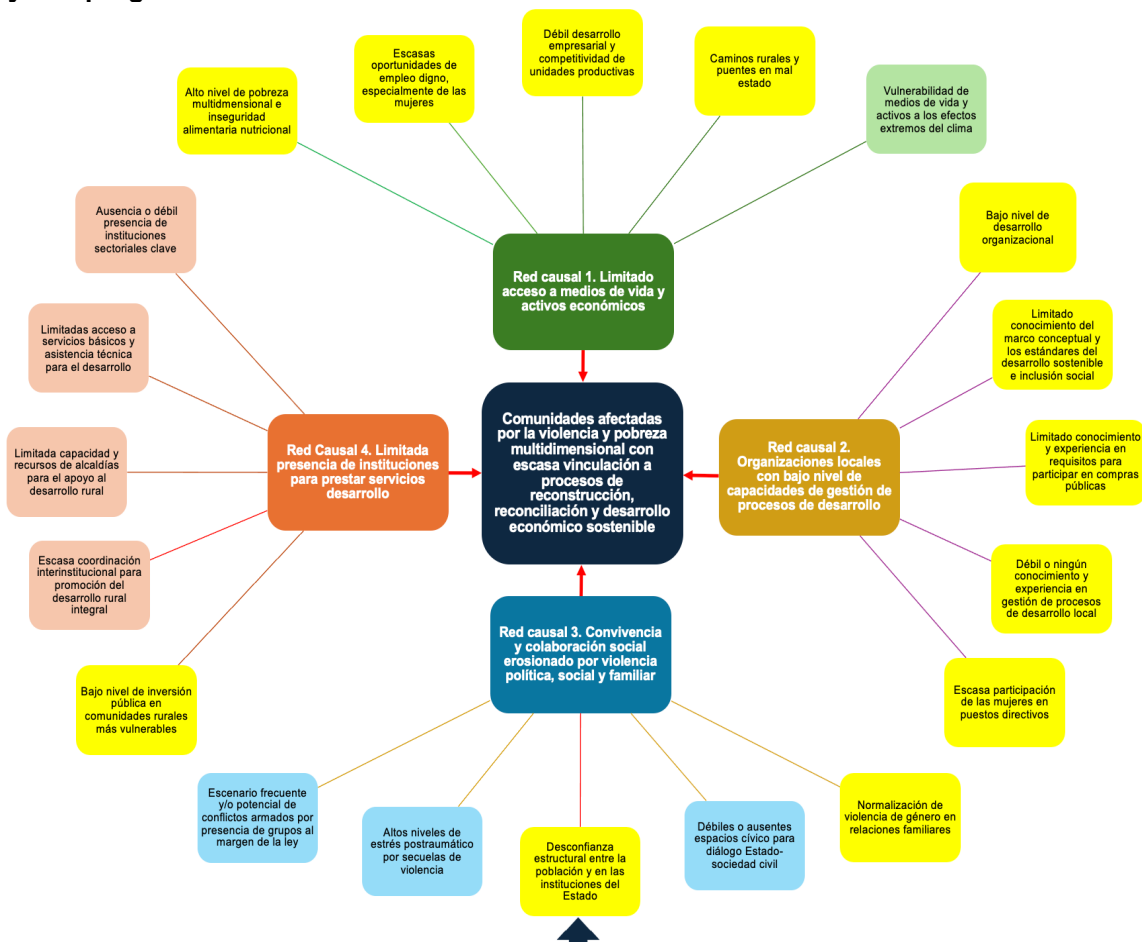 Débil desarrollo
empresarial y
competitividad de
unidades productivas
Escasas
oportunidades de
empleo digno,
especialmente de las
mujeres
Caminos rurales y
puentes en mal
estado
Alto nivel de pobreza
multidmensional e
inseguridad
alimentaria nutricional
Vulnerabilidad de
medios de vida y
activos a los efectos
extremos del clima
Ausencia o débil
presencia de
instituciones
sectoriales clave
Bajo nivel de
desarrollo
organizacional
Red causal 1. Limitado
acceso a medios de vida y
activos económicos
Limitadas acceso a
servicios básicos y
asistencia técnica
para el desarrollo
Limitado
conocimiento del
marco conceptual y
los estándares del
desarrollo sostenible
e inclusión social
Comunidades afectadas
por la violencia y pobreza
multidimensional con
escasa vinculación a
procesos de
reconstrucción,
reconciliación y desarrollo
económico sostenible
Red Causal 4. Limitada
presencia de instituciones
para prestar servicios
desarrollo
Red causal 2.
Organizaciones locales
con bajo nivel de
capacidades de gestión de
procesos de desarrollo
Limitada capacidad y
recursos de alcaldías
para el apoyo al
desarrollo rural
Limitado conocimiento
y experiencia en
requisitos para
participar en compras
públicas
Escasa coordinación
interinstitucional para
promoción del
desarrollo rural
integral
Débil o ningún
conocimiento y
experiencia en
gestión de procesos
de desarrollo local
Red causal 3. Convivencia
y colaboración social
erosionado por violencia
política, social y familiar
Bajo nivel de inversión
pública en
comunidades rurales
más vulnerables
Escasa participación
de las mujeres en
puestos directivos
Escenario frecuente
y/o potencial de
conflictos armados por
presencia de grupos al
margen de la ley
Altos niveles de
estrés postraumático
por secuelas de
violencia
Desconfianza
estructural entre la
población y en las
instituciones del
Estado
Débiles o ausentes
espacios cívico para
diálogo Estado-
sociedad civil
Normalización de
violencia de género en
relaciones familiares